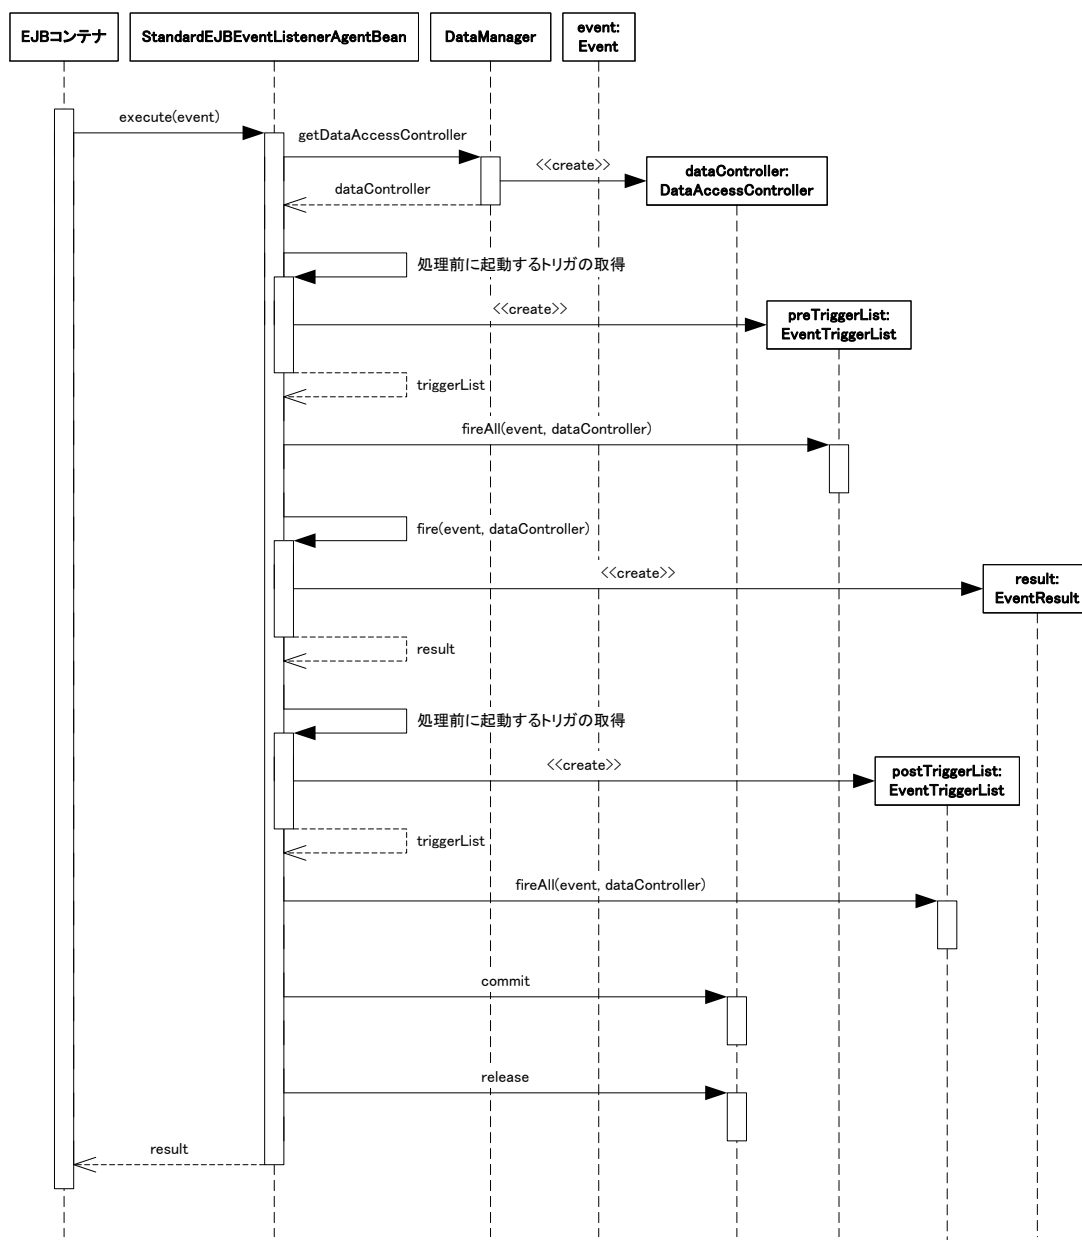 EJBコンテナ
StandardEJBEventListenerAgentBean
DataManager
event:
Event
execute(event)
getDataAccessController
<<create>>
dataController:
DataAccessController
dataController
処理前に起動するトリガの取得
<<create>>
preTriggerList:
EventTriggerList
triggerList
fireAll(event, dataController)
fire(event, dataController)
<<create>>
result:
EventResult
result
処理前に起動するトリガの取得
<<create>>
postTriggerList:
EventTriggerList
triggerList
fireAll(event, dataController)
commit
release
result